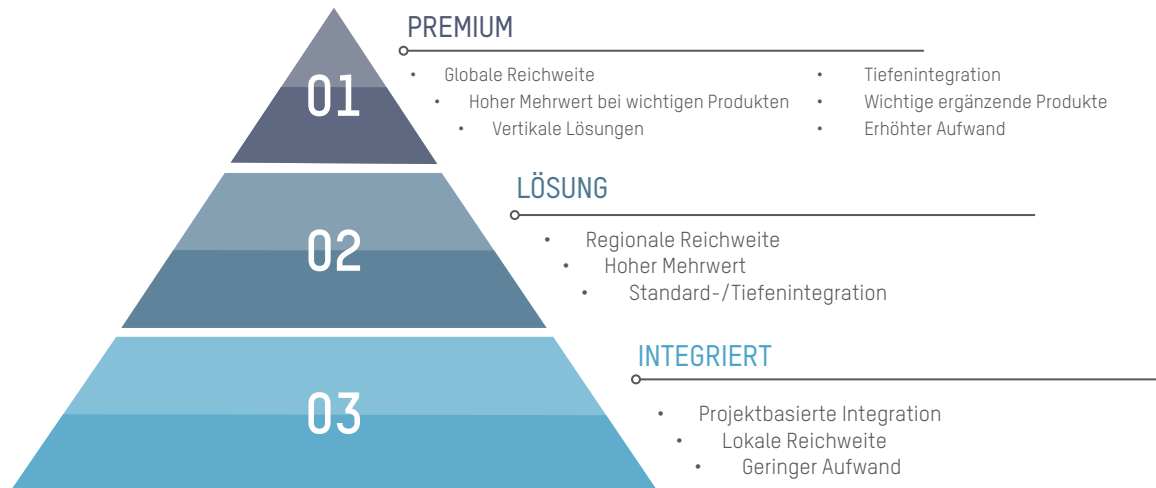 01
PREMIUM
• Globale Reichweite
• Hoher Mehrwert bei wichtigen Produkten
• Vertikale Lösungen
• Tiefenintegration
• Wichtige ergänzende Produkte
• Erhöhter Aufwand
02
LÖSUNG
• Regionale Reichweite
• Hoher Mehrwert
• Standard-/Tiefenintegration
03
INTEGRIERT
• Projektbasierte Integration
• Lokale Reichweite
• Geringer Aufwand